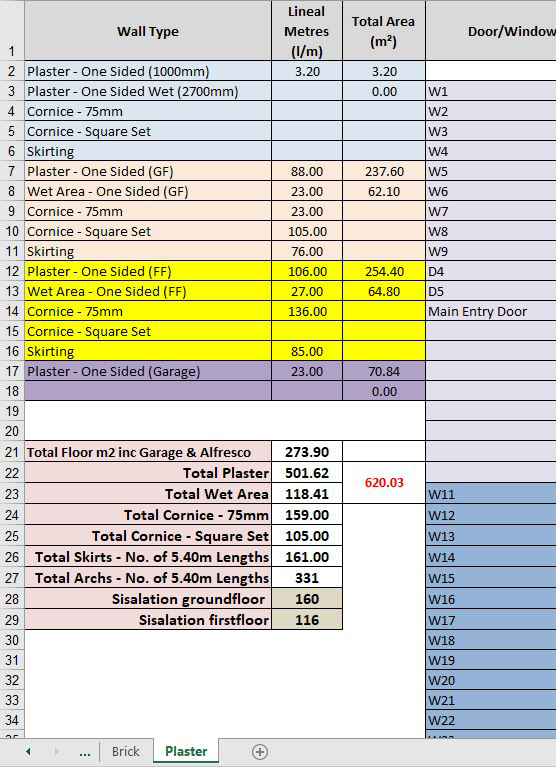 Wall Type Lineal Metres (l/m) Total Area (m²) Door/Window
1
2 Plaster - One Sided (1000mm) 3.20 3.20
3 Plaster - One Sided Wet (2700mm) 0.00 W1
4 Cornice - 75mm W2
5 Cornice - Square Set W3
6 Skirting W4
7 Plaster - One Sided (GF) 88.00 237.60 W5
8 Wet Area - One Sided (GF) 23.00 62.10 W6
9 Cornice - 75mm 23.00 W7
10 Cornice - Square Set 105.00 W8
11 Skirting 76.00 W9
12 Plaster - One Sided (FF) 106.00 254.40 D4
13 Wet Area - One Sided (FF) 27.00 64.80 D5
14 Cornice - 75mm 136.00 Main Entry Door
15 Cornice - Square Set
16 Skirting 85.00
17 Plaster - One Sided (Garage) 23.00 70.84
18 0.00
19
20
21 Total Floor m2 inc Garage & Alfresco 273.90
22 Total Plaster 501.62 620.03
23 Total Wet Area 118.41 W11
24 Total Cornice - 75mm 159.00 W12
25 Total Cornice - Square Set 105.00 W13
26 Total Skirts - No. of 5.40m Lengths 161.00 W14
27 Total Archs - No. of 5.40m Lengths 331 W15
28 Sisalation groundfloor 160 W16
29 Sisalation firstfloor 116 W17
30 W18
31 W19
32 W20
33 W21
34 W22
... Brick Plaster